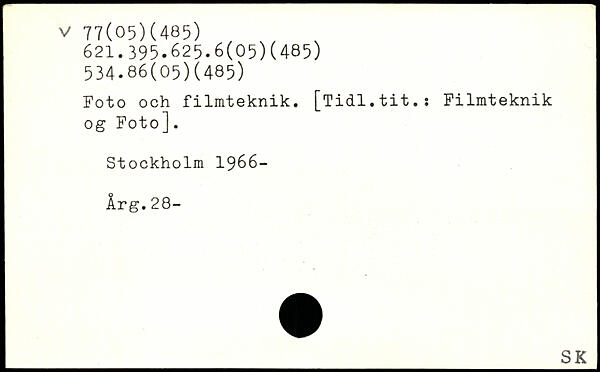 v 77(05)(485)
621.395.625.6(05)(485)
534.86(05)(485)
Foto och filmteknik. [Tidl.tit.: Filmteknik
og Foto].
Stockholm 1966-
Årg.28-
SK